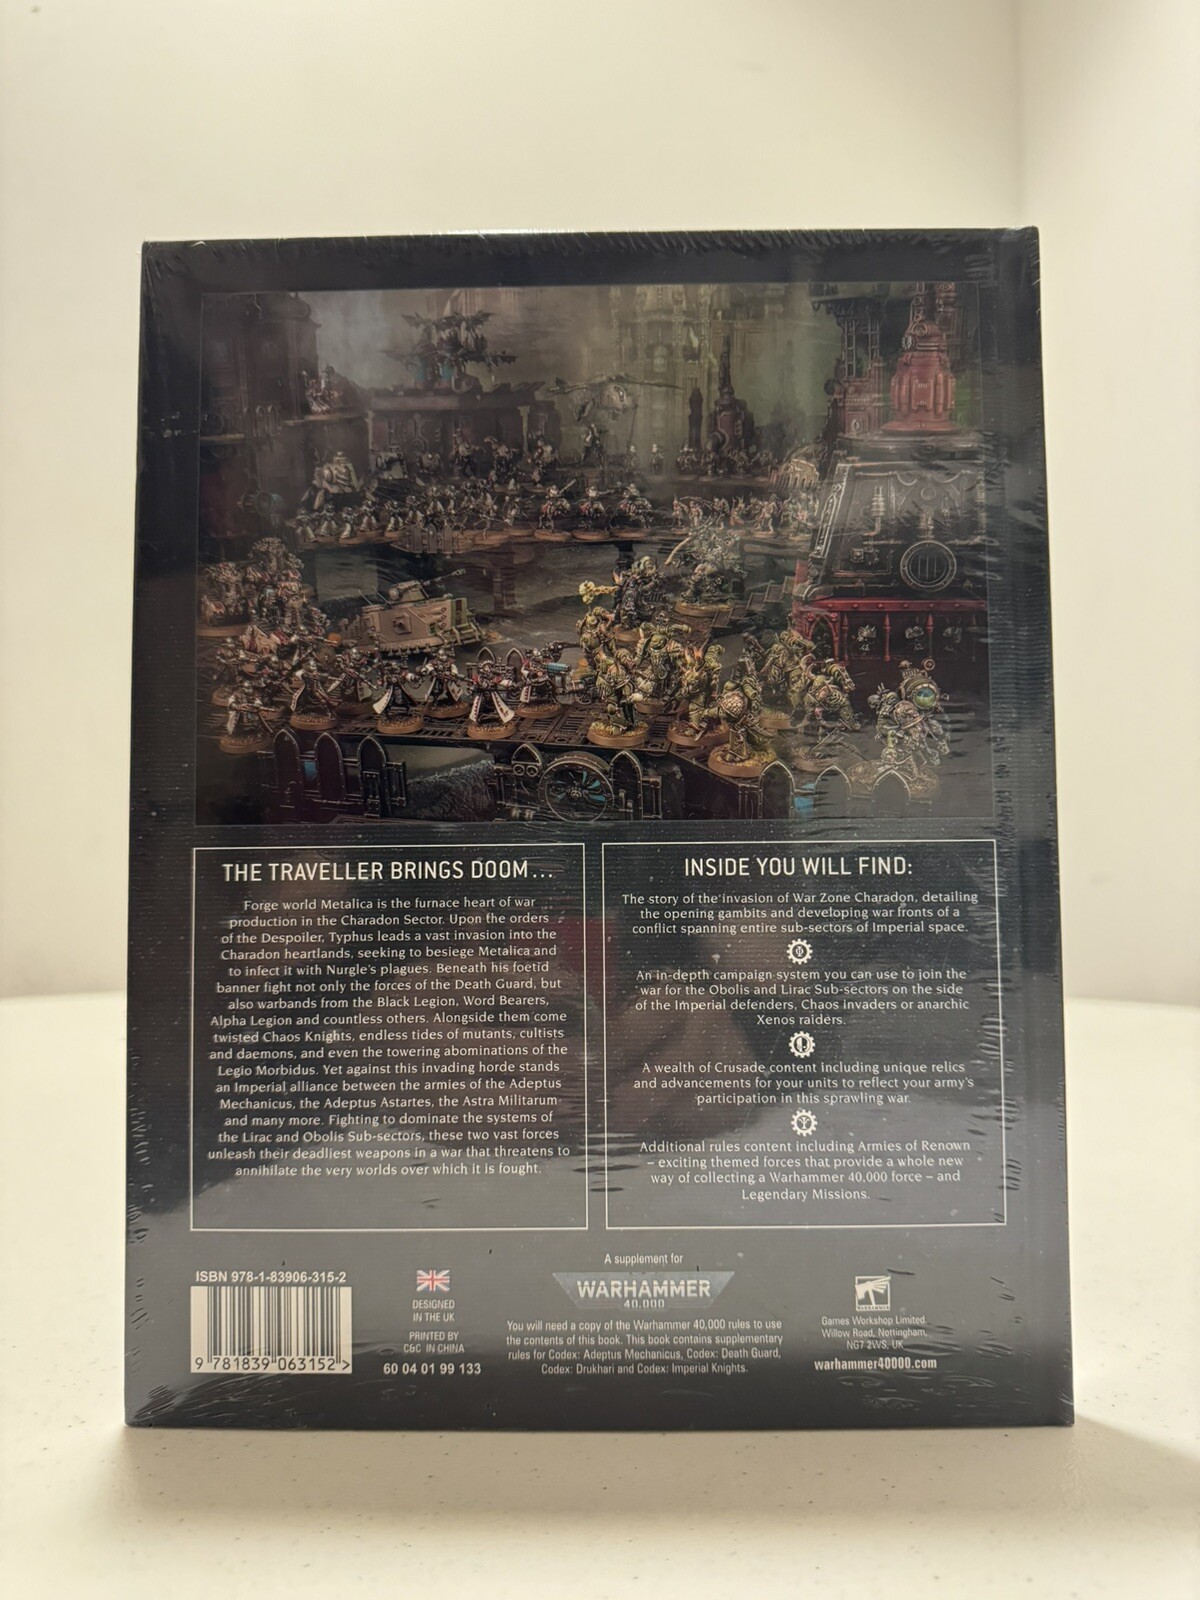 THE TRAVELLER BRINGS DOOM...
Forge world Metalica is the furnace heart of war
production in the Charadon Sector. Upon the orders
of the Despoiler, Typhus leads a vast invasion into the
Charadon heartlands, seeking to besiege Metalica and
to infect it with Nurgle's plagues. Beneath his foetid
banner fight not only the forces of the Death Guard, but
also warbands from the Black Legion, Word Bearers,
Alpha Legion and countless others. Alongside them come
twisted Chaos Knights, endless tides of mutants, cultists
and daemons, and even the towering abominations of the
Legio Morbidus. Yet against this invading horde stands
an Imperial alliance between the armies of the Adeptus
Mechanicus, the Adeptus Astartes, the Astra Militarum
and many more. Fighting to dominate the systems of
the Lirac and Obolis Sub-sectors, these two vast forces
unleash their deadliest weapons in a war that threatens to
annihilate the very worlds over which it is fought.
INSIDE YOU WILL FIND:
The story of the invasion of War Zone Charadon, detailing
the opening gambits and developing war fronts of a
conflict spanning entire sub-sectors of Imperial space.
An in-depth campaign system you can use to join the
war for the Obolis and Lirac Sub-sectors on the side
of the Imperial defenders, Chaos invaders or anarchic
Xenos raiders.
A wealth of Crusade content including unique relics
and advancements for your units to reflect your army's
participation in this sprawling war.
Additional rules content including Armies of Renown
– exciting themed forces that provide a whole new
way of collecting a Warhammer 40,000 force – and
Legendary Missions.
ISBN 978-1-83906-315-2
9 781839 063152 >
DESIGNED
IN THE UK
PRINTED BY
C&C IN CHINA
60 04 01 99 133
A supplement for
WARHAMMER
40,000
You will need a copy of the Warhammer 40,000 rules to use
the contents of this book. This book contains supplementary
rules for Codex: Adeptus Mechanicus, Codex: Death Guard,
Codex: Drukhari and Codex: Imperial Knights.
WARHAMMER
Games Workshop Limited
Willow Road, Nottingham,
NG7 2WS, UK
warhammer40000.com